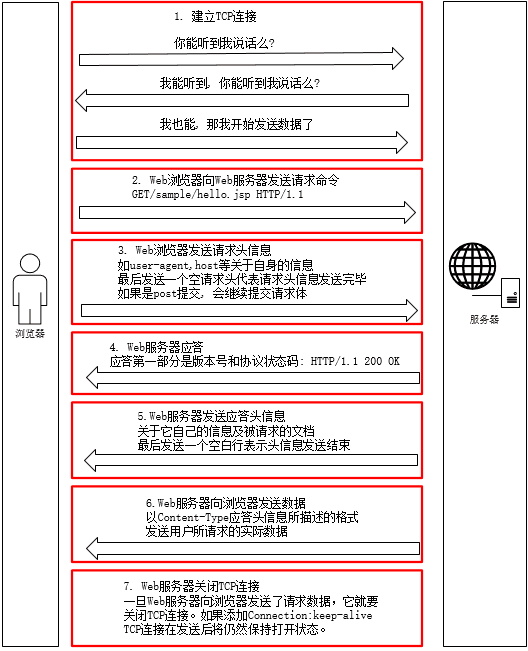 1. 建立TCP连接
你能听到我说话么?
我能听到, 你能听到我说话么?
我也能, 那我开始发送数据了
2. Web浏览器向Web服务器发送请求命令
GET/sample/hello.jsp HTTP/1.1
3. Web浏览器发送请求头信息
如user-agent,host等关于自身的信息
最后发送一个空请求头代表请求头信息发送完毕
如果是post提交, 会继续提交请求体
浏览器
服务器
4. Web服务器应答
应答第一部分是版本号和协议状态码: HTTP/1.1 200 OK
5.Web服务器发送应答头信息
关于它自己的信息及被请求的文档
最后发送一个空白行表示头信息发送结束
6.Web服务器向浏览器发送数据
以Content-Type应答头信息所描述的格式
发送用户所请求的实际数据
7. Web服务器关闭TCP连接
一旦Web服务器向浏览器发送了请求数据, 它就要
关闭TCP连接。如果添加Connection:keep-alive
TCP连接在发送后将仍然保持打开状态。